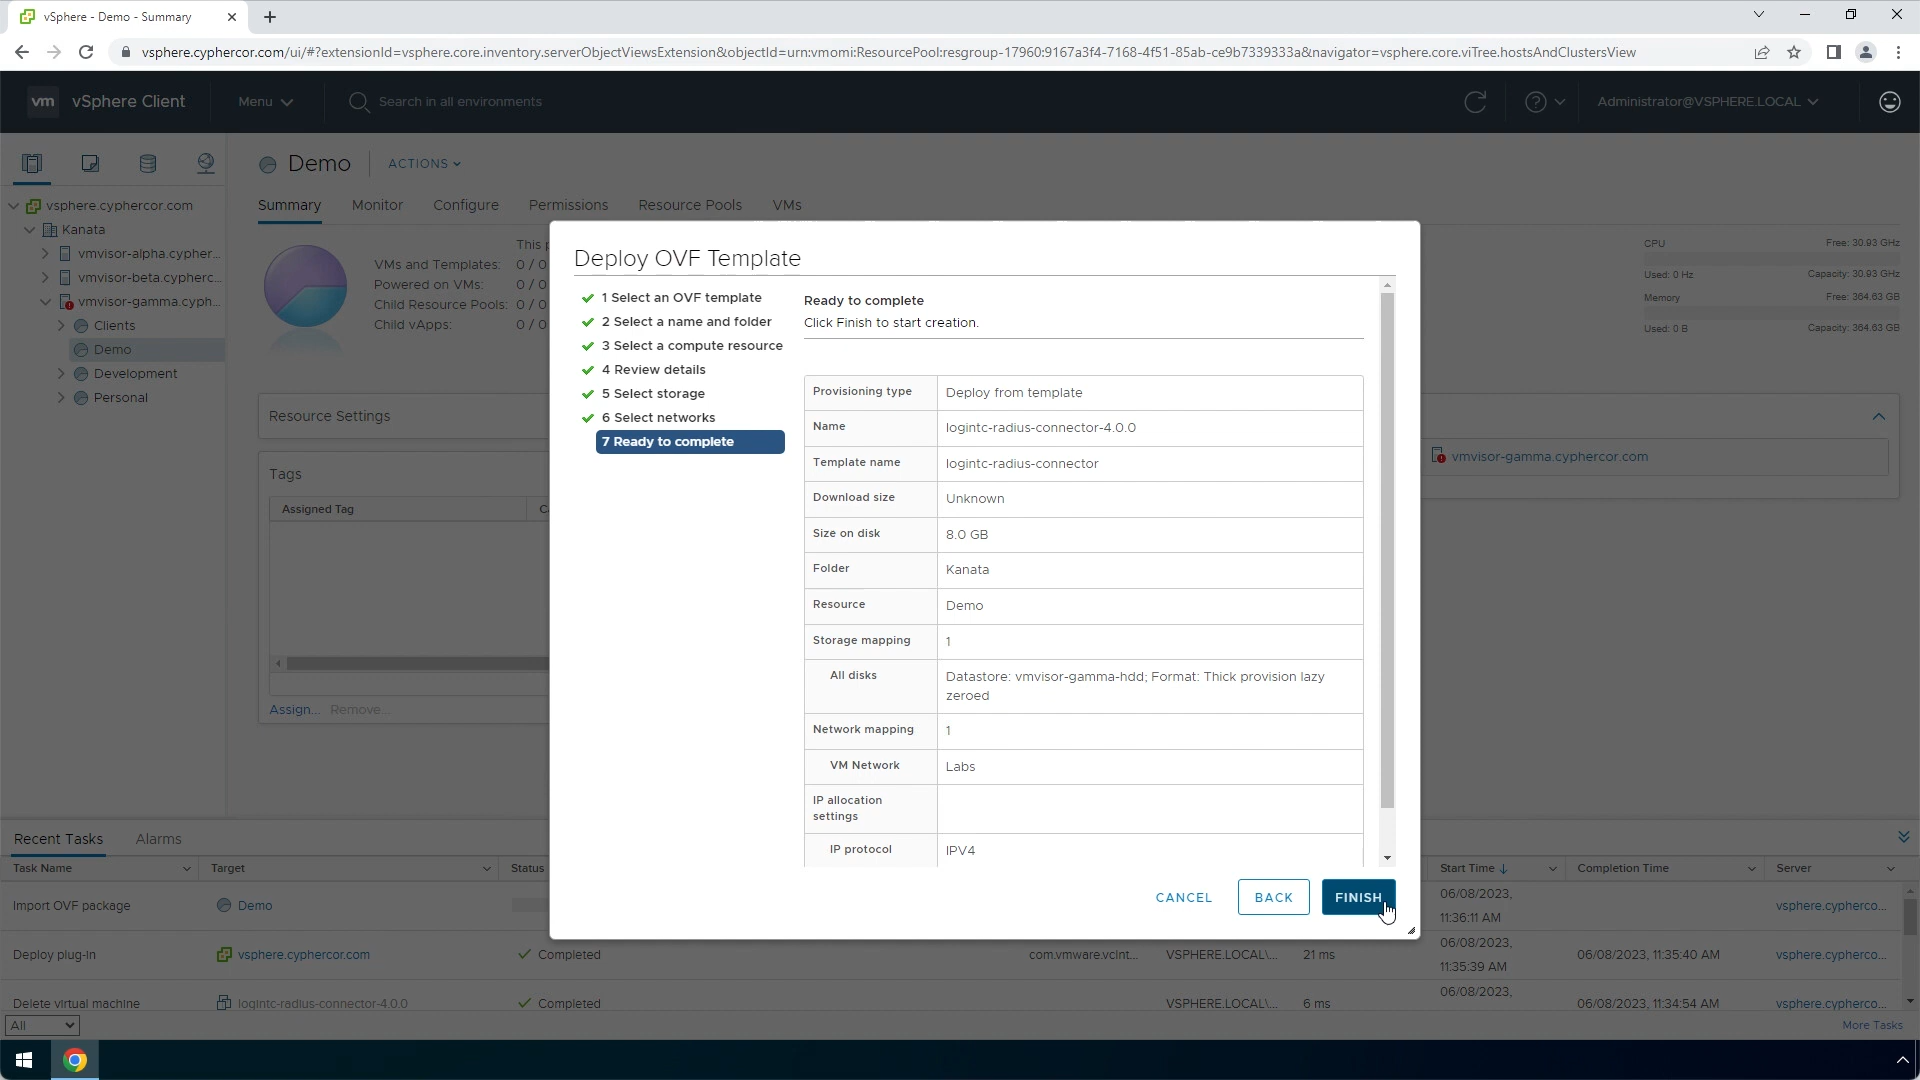 vSphere - Demo - Summary
vsphere.cyphercor.com/ui/#?extensionId=vsphere.core.inventory.serverObjectViewsExtension&objectId=urn:vmomi:ResourcePool:resgroup-17960:9167a3f4-7168-4f51-85ab-ce9b7339333a&navigator=vsphere.core.viTree.hostsAndClustersView
vm vSphere Client Menu Search in all environments Administrator@VSPHERE.LOCAL
Demo ACTIONS
Summary Monitor Configure Permissions Resource Pools VMs
vsphere.cyphercor.com
Kanata
vmvisor-alpha.cypher...
vmvisor-beta.cypherc...
vmvisor-gamma.cyph...
Clients
Demo
Development
Personal
This p
VMs and Templates: 0 / 0
Powered on VMs: 0 / 0
Child Resource Pools: 0 / 0
Child vApps: 0 / 0
CPU Free: 30.93 GHz
Used: 0 Hz Capacity: 30.93 GHz
Memory Free: 364.63 GB
Used: 0 B Capacity: 364.63 GB
Resource Settings
Tags
Assigned Tag
Assign... Remove...
vmvisor-gamma.cyphercor.com
Deploy OVF Template
1 Select an OVF template
2 Select a name and folder
3 Select a compute resource
4 Review details
5 Select storage
6 Select networks
7 Ready to complete
Ready to complete
Click Finish to start creation.
Provisioning type Deploy from template
Name logintc-radius-connector-4.0.0
Template name logintc-radius-connector
Download size Unknown
Size on disk 8.0 GB
Folder Kanata
Resource Demo
Storage mapping 1
All disks Datastore: vmvisor-gamma-hdd; Format: Thick provision lazy
zeroed
Network mapping 1
VM Network Labs
IP allocation
settings
IP protocol IPV4
CANCEL BACK FINISH
Recent Tasks Alarms
Task Name Target Status Start Time Completion Time Server
Import OVF package Demo 06/08/2023,
11:36:11 AM vsphere.cypherco...
Deploy plug-in vsphere.cyphercor.com Completed com.vmware.vcInt... VSPHERE.LOCAL\... 21 ms 06/08/2023,
11:35:39 AM 06/08/2023, 11:35:40 AM vsphere.cypherco...
Delete virtual machine logintc-radius-connector-4.0.0 Completed VSPHERE.LOCAL\... 6 ms 06/08/2023, 06/08/2023, 11:34:54 AM vsphere.cypherco...
All More Tasks